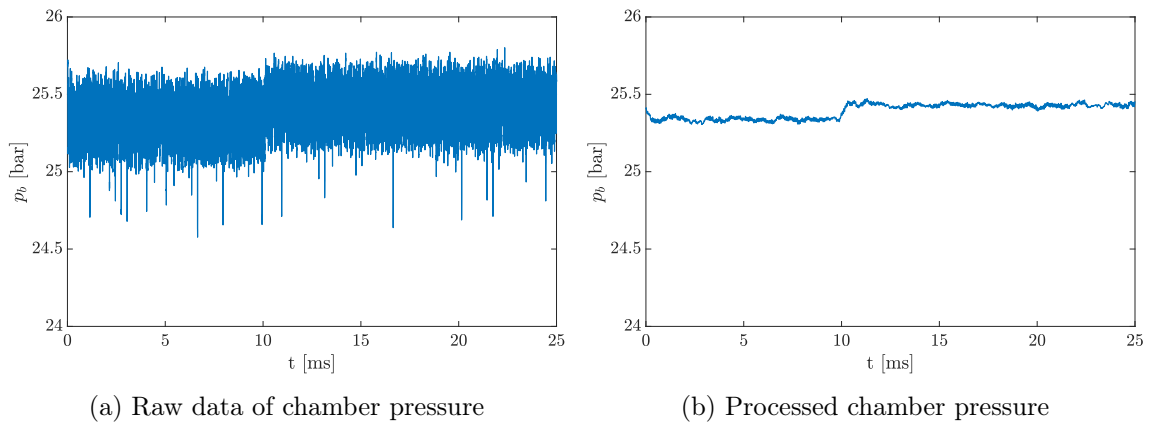 26
25.5
25
24.5
24
p_b [bar]
0 5 10 15 20 25
t [ms]
(a) Raw data of chamber pressure
26
25.5
25
24.5
24
p_b [bar]
0 5 10 15 20 25
t [ms]
(b) Processed chamber pressure